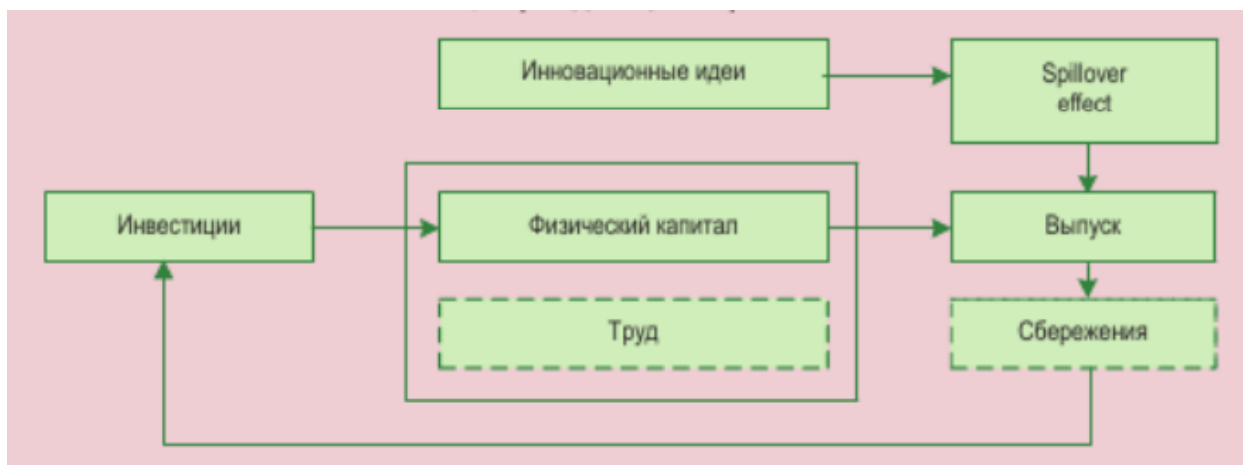 Инновационные идеи
Spillover
effect
Инвестиции
Физический капитал
Выпуск
Труд
Сбережения